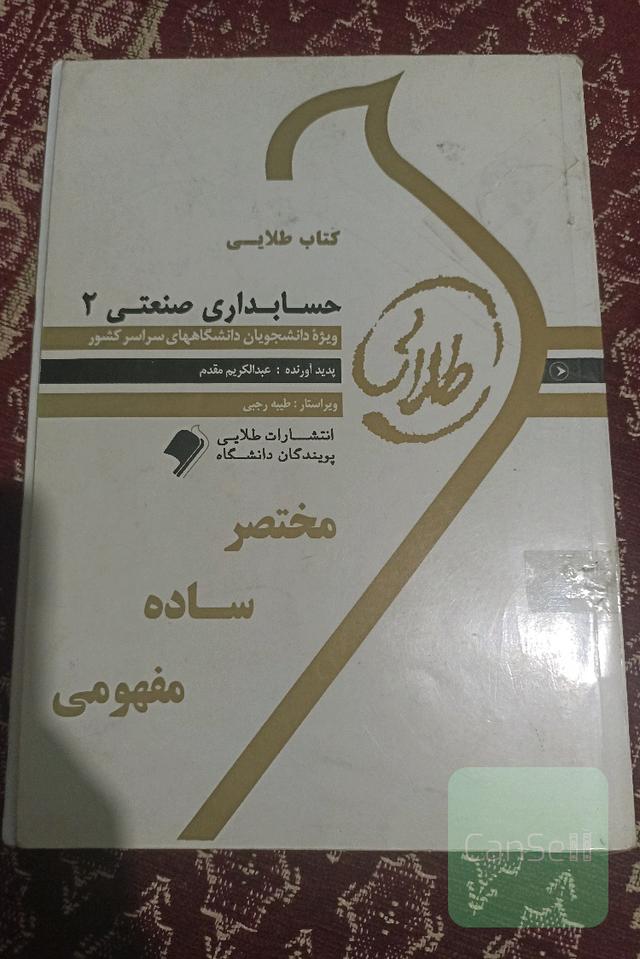 کتاب طلایی
حسابداری صنعتی ۲
ویژهٔ دانشجویان دانشگاههای سراسر کشور
پدید آورنده : عبدالکریم مقدم
ویراستار : طیبه رجبی
طلائی
انتشارات طلایی
پویندگان دانشگاه
مختصر
ساده
مفهومی
CanSell